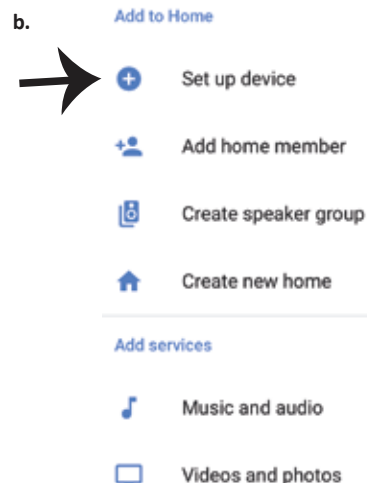 b.
Add to Home
Set up device
Add home member
Create speaker group
Create new home
Add services
Music and audio
Videos and photos